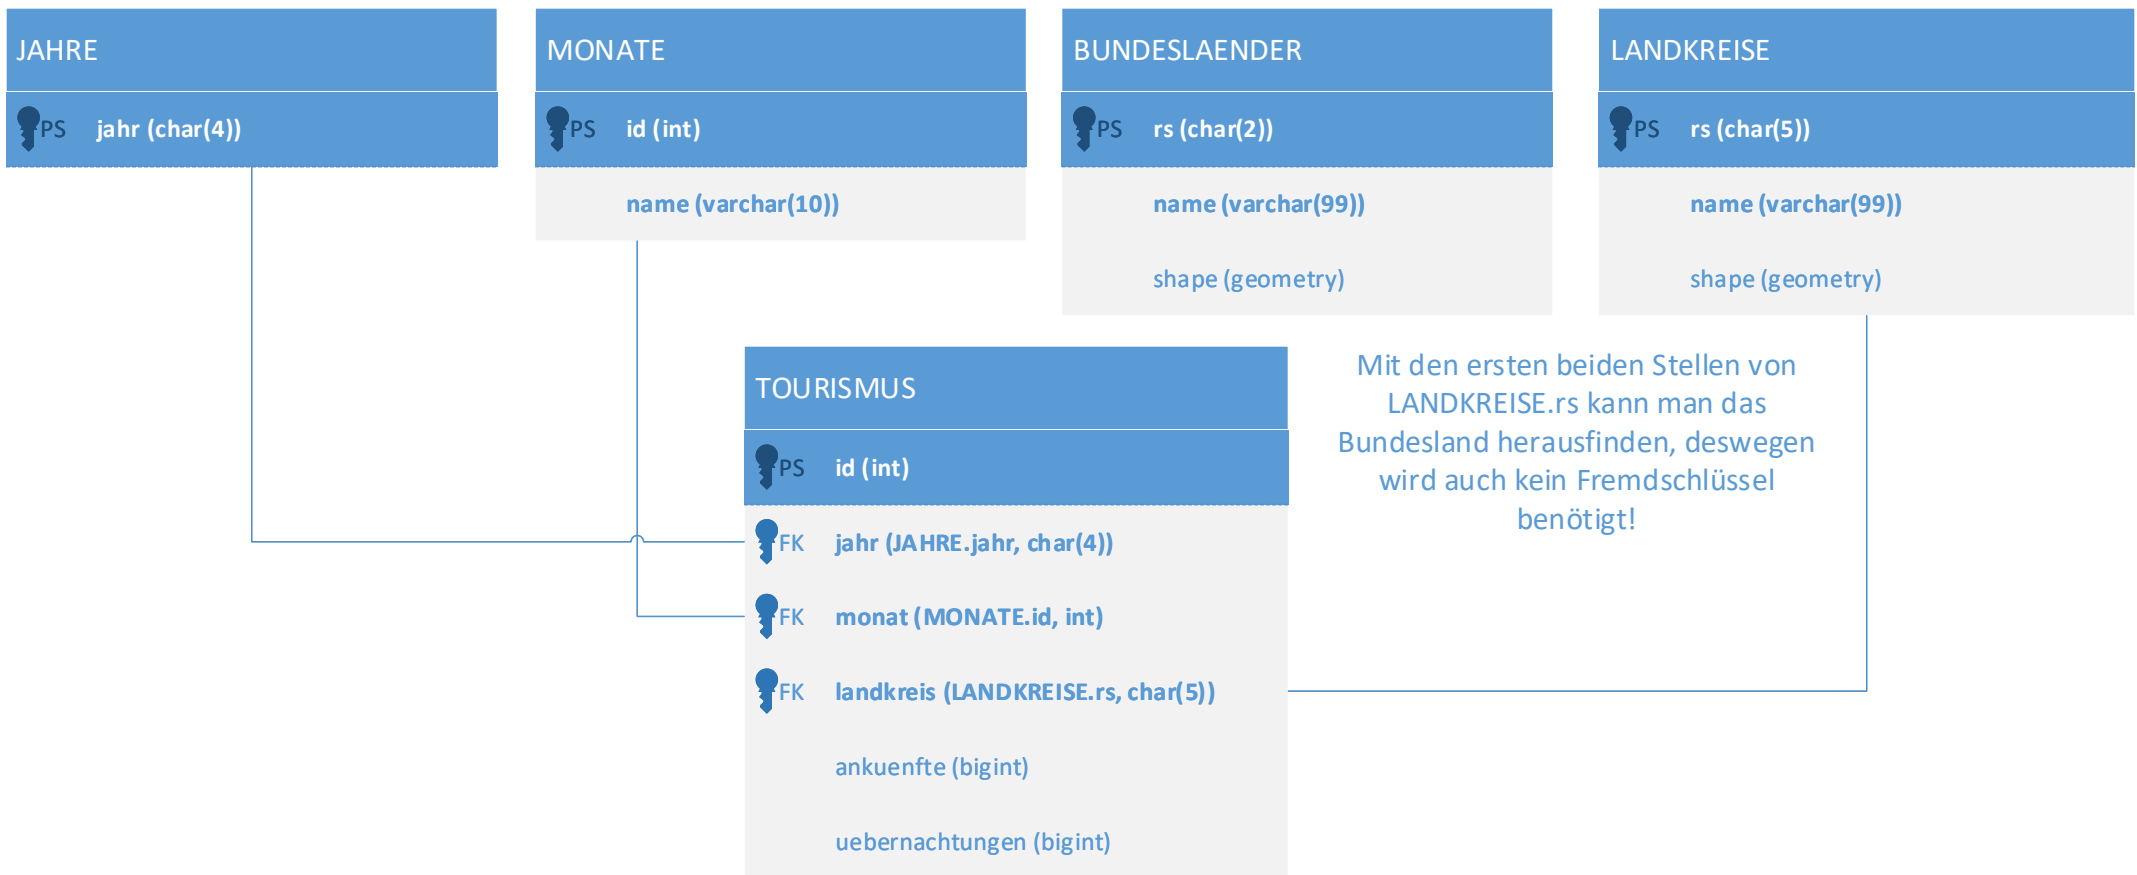 JAHRE
PS jahr (char(4))
MONATE
PS id (int)
name (varchar(10))
BUNDESLAENDER
PS rs (char(2))
name (varchar(99))
shape (geometry)
LANDKREISE
PS rs (char(5))
name (varchar(99))
shape (geometry)
TOURISMUS
PS id (int)
FK jahr (JAHRE.jahr, char(4))
FK monat (MONATE.id, int)
FK landkreis (LANDKREISE.rs, char(5))
ankuenfte (bigint)
uebernachtungen (bigint)
Mit den ersten beiden Stellen von
LANDKREISE.rs kann man das
Bundesland herausfinden, deswegen
wird auch kein Fremdschlüssel
benötigt!